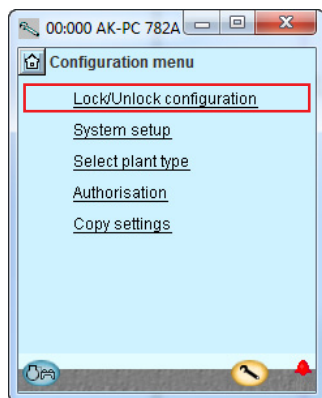 00:000 AK-PC 782A
Configuration menu
Lock/Unlock configuration
System setup
Select plant type
Authorisation
Copy settings